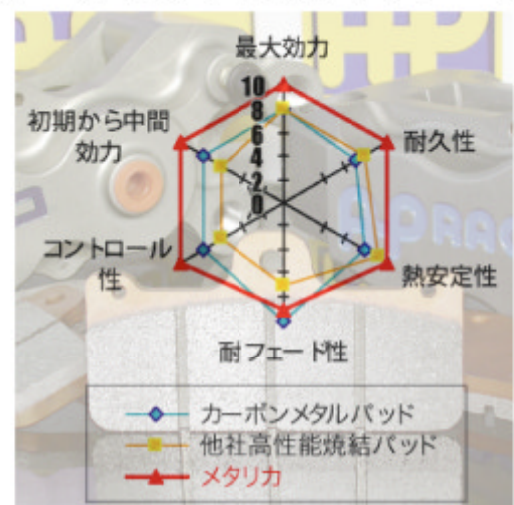 最大効力
10
8
6
4
2
0
初期から中間
効力
耐久性
コントロール
性
熱安定性
耐フェード性
カーボンメタルパッド
他社高性能焼結パッド
メタリカ